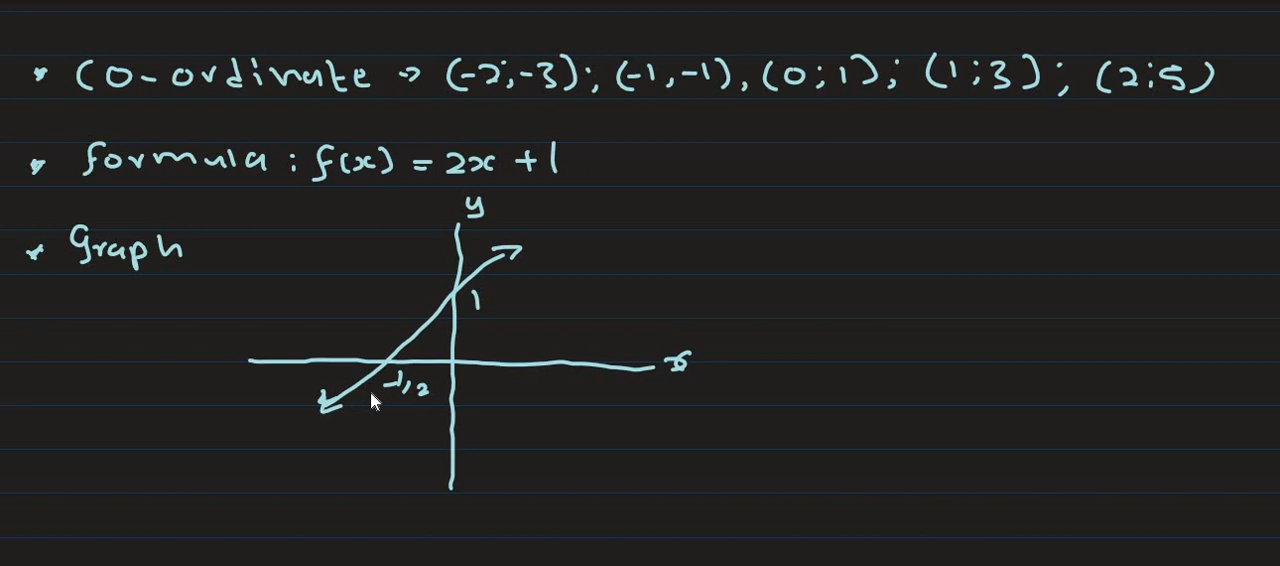 * Co-ordinate → (-2;-3); (-1,-1), (0;1); (1;3); (2;5)
* formula : f(x) = 2x + 1
y
* Graph
1
x
-1/2